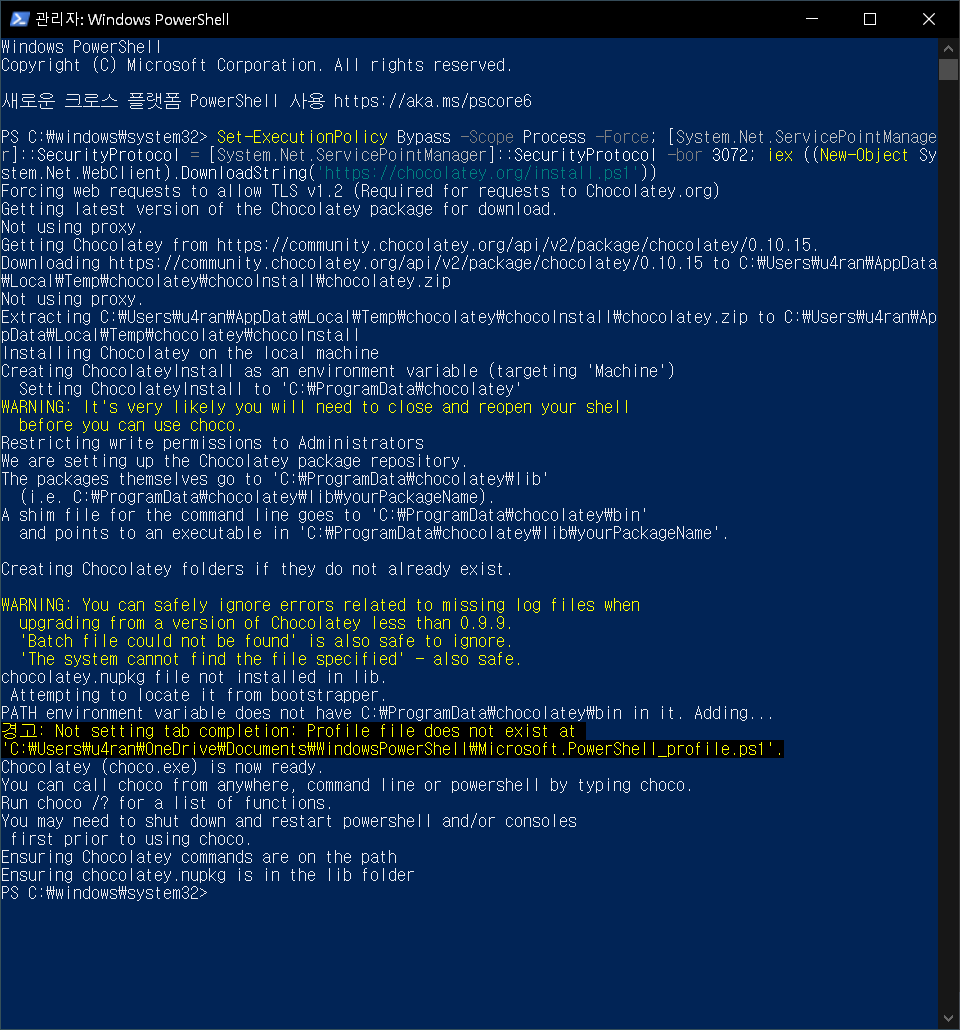 관리자: Windows PowerShell
Windows PowerShell
Copyright (C) Microsoft Corporation. All rights reserved.
새로운 크로스 플랫폼 PowerShell 사용 https://aka.ms/pscore6
PS C:₩windows₩system32> Set-ExecutionPolicy Bypass -Scope Process -Force; [System.Net.ServicePointManage
r]::SecurityProtocol = [System.Net.ServicePointManager]::SecurityProtocol -bor 3072; iex ((New-Object Sy
stem.Net.WebClient).DownloadString('https://chocolatey.org/install.ps1'))
Forcing web requests to allow TLS v1.2 (Required for requests to Chocolatey.org)
Getting latest version of the Chocolatey package for download.
Not using proxy.
Getting Chocolatey from https://community.chocolatey.org/api/v2/package/chocolatey/0.10.15.
Downloading https://community.chocolatey.org/api/v2/package/chocolatey/0.10.15 to C:₩Users₩u4ran₩AppData
₩Local₩Temp₩chocolatey₩chocoInstall₩chocolatey.zip
Not using proxy.
Extracting C:₩Users₩u4ran₩AppData₩Local₩Temp₩chocolatey₩chocoInstall₩chocolatey.zip to C:₩Users₩u4ran₩Ap
pData₩Local₩Temp₩chocolatey₩chocoInstall
Installing Chocolatey on the local machine
Creating ChocolateyInstall as an environment variable (targeting 'Machine')
  Setting ChocolateyInstall to 'C:₩ProgramData₩chocolatey'
WARNING: It's very likely you will need to close and reopen your shell
  before you can use choco.
Restricting write permissions to Administrators
We are setting up the Chocolatey package repository.
The packages themselves go to 'C:₩ProgramData₩chocolatey₩lib'
  (i.e. C:₩ProgramData₩chocolatey₩lib₩yourPackageName).
A shim file for the command line goes to 'C:₩ProgramData₩chocolatey₩bin'
  and points to an executable in 'C:₩ProgramData₩chocolatey₩lib₩yourPackageName'.
Creating Chocolatey folders if they do not already exist.
WARNING: You can safely ignore errors related to missing log files when
  upgrading from a version of Chocolatey less than 0.9.9.
  'Batch file could not be found' is also safe to ignore.
  'The system cannot find the file specified' - also safe.
chocolatey.nupkg file not installed in lib.
 Attempting to locate it from bootstrapper.
PATH environment variable does not have C:₩ProgramData₩chocolatey₩bin in it. Adding...
경고: Not setting tab completion: Profile file does not exist at
'C:₩Users₩u4ran₩OneDrive₩Documents₩WindowsPowerShell₩Microsoft.PowerShell_profile.ps1'.
Chocolatey (choco.exe) is now ready.
You can call choco from anywhere, command line or powershell by typing choco.
Run choco /? for a list of functions.
You may need to shut down and restart powershell and/or consoles
 first prior to using choco.
Ensuring Chocolatey commands are on the path
Ensuring chocolatey.nupkg is in the lib folder
PS C:₩windows₩system32>